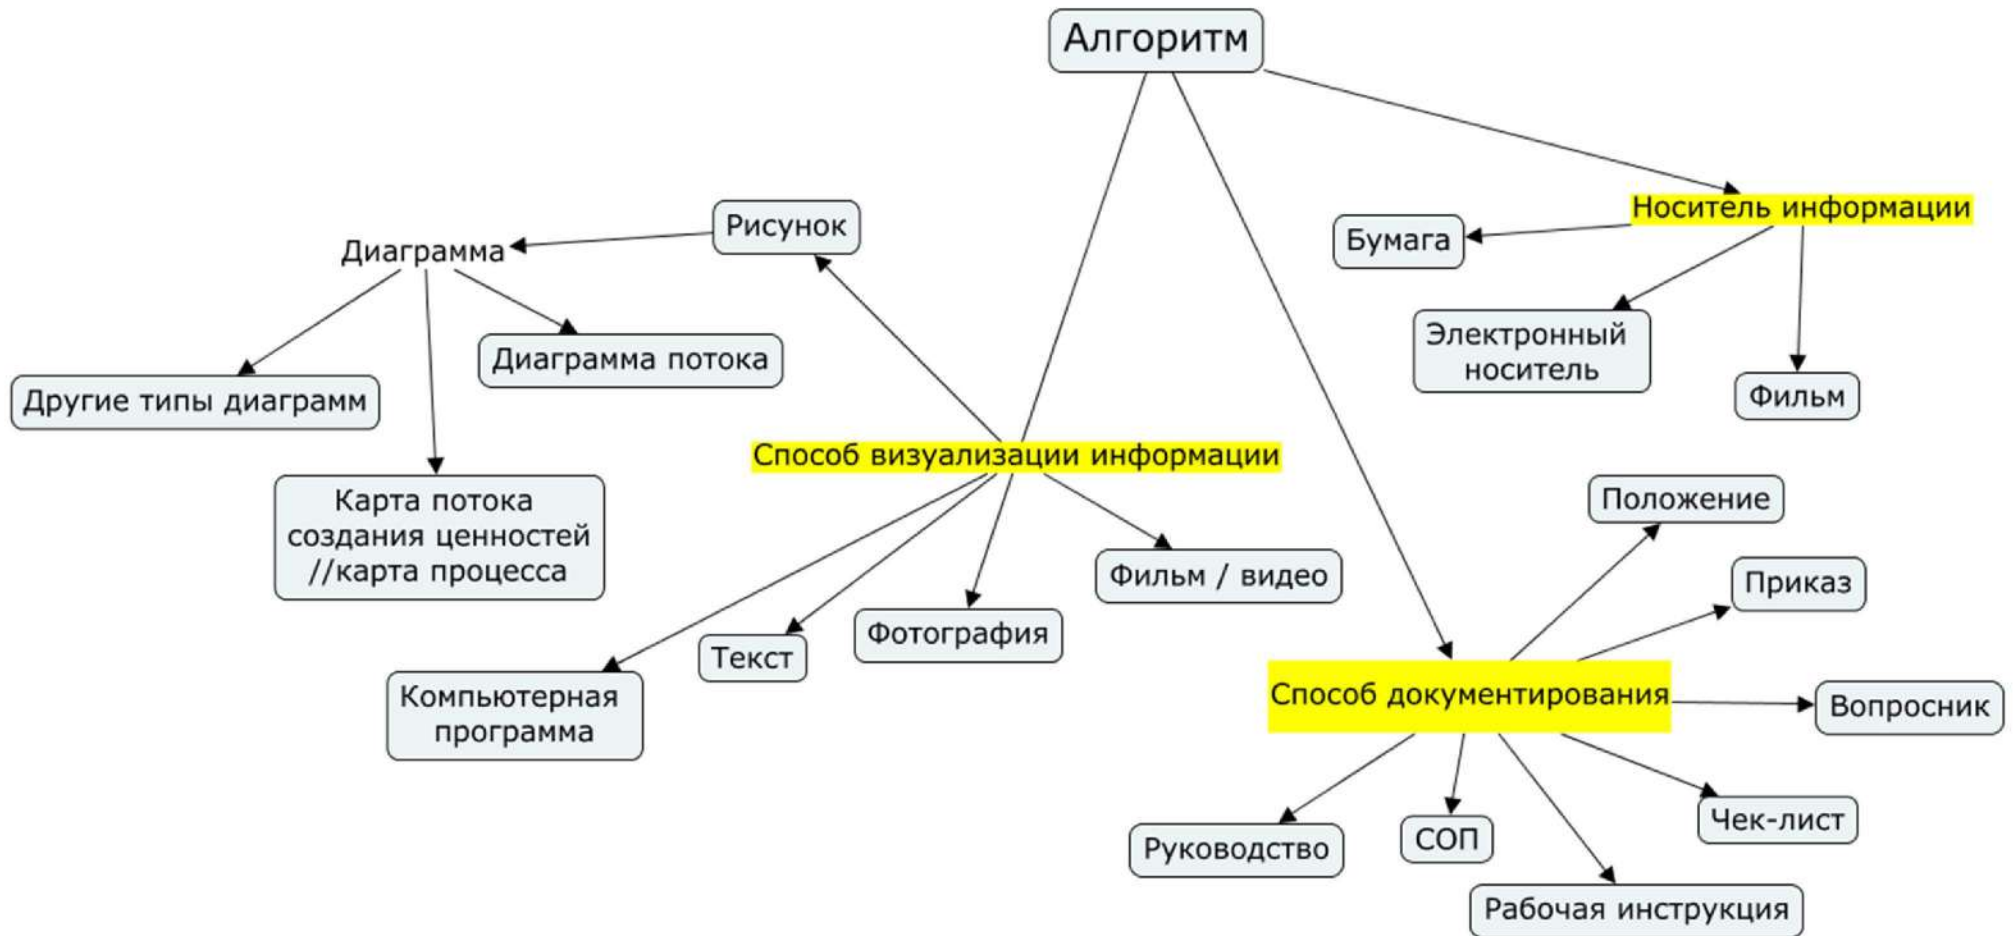 Алгоритм
Носитель информации
Рисунок
Бумага
Диаграмма
Электронный
носитель
Диаграмма потока
Фильм
Другие типы диаграмм
Способ визуализации информации
Карта потока
создания ценностей
//карта процесса
Положение
Фильм / видео
Приказ
Фотография
Текст
Компьютерная
программа
Способ документирования
Вопросник
Чек-лист
СОП
Руководство
Рабочая инструкция